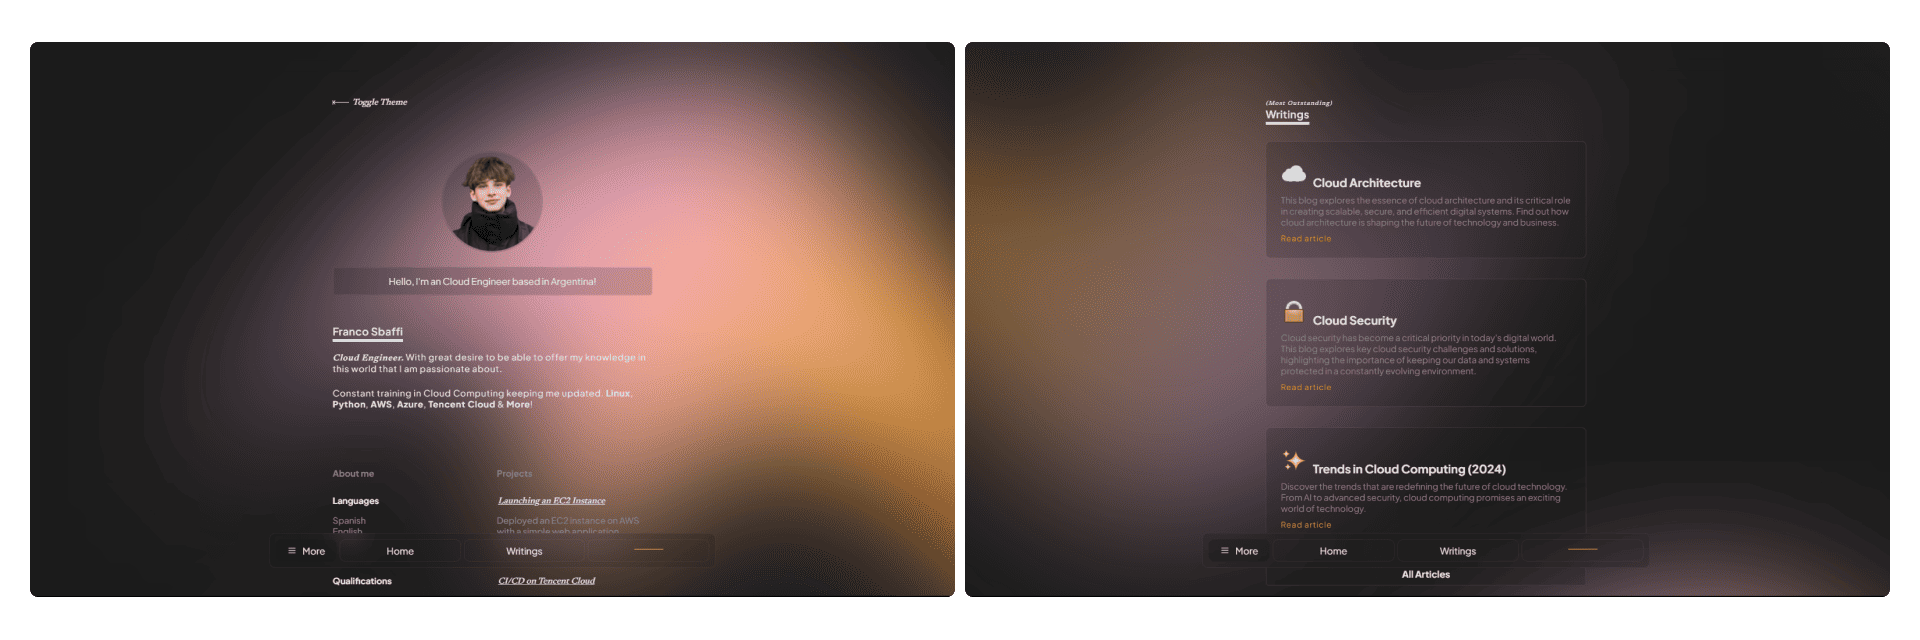 Toggle Theme
Hello, I'm an Cloud Engineer based in Argentina!
Franco Sbaffi
Cloud Engineer. With great desire to be able to offer my knowledge in
this world that I am passionate about.
Constant training in Cloud Computing keeping me updated. Linux,
Python, AWS, Azure, Tencent Cloud & More!
About me
Languages
Spanish
English
Qualifications
Projects
Launching an EC2 Instance
Deployed an EC2 instance on AWS
with a simple web application
CI/CD on Tencent Cloud
More
Home
Writings
(Most Outstanding)
Writings
Cloud Architecture
This blog explores the essence of cloud architecture and its critical role
in creating scalable, secure, and efficient digital systems. Find out how
cloud architecture is shaping the future of technology and business.
Read article
Cloud Security
Cloud security has become a critical priority in today's digital world.
This blog explores key cloud security challenges and solutions,
highlighting the importance of keeping our data and systems
protected in a constantly evolving environment.
Read article
Trends in Cloud Computing (2024)
Discover the trends that are redefining the future of cloud technology.
From AI to advanced security, cloud computing promises an exciting
world of technology.
Read article
More
Home
Writings
All Articles